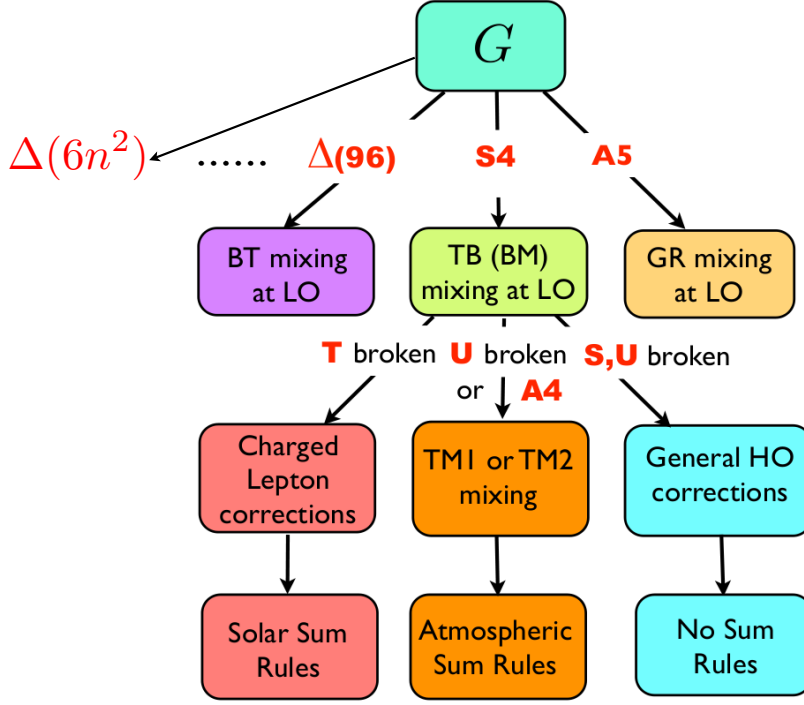 G
Δ(6n²) ...... Δ(96) S4 A5
BT mixing
at LO
TB (BM)
mixing at LO
GR mixing
at LO
T broken U broken S,U broken
or A4
Charged
Lepton
corrections
TM1 or TM2
mixing
General HO
corrections
Solar Sum
Rules
Atmospheric
Sum Rules
No Sum
Rules